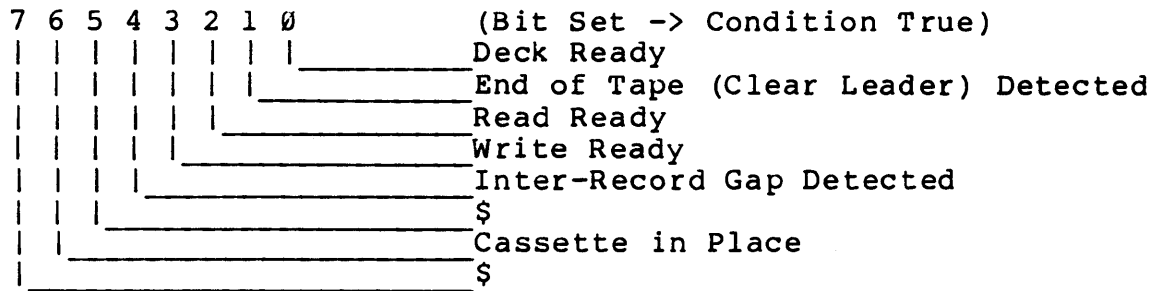 7 6 5 4 3 2 1 0 (Bit Set -> Condition True)
Deck Ready
End of Tape (Clear Leader) Detected
Read Ready
Write Ready
Inter-Record Gap Detected
$
Cassette in Place
$